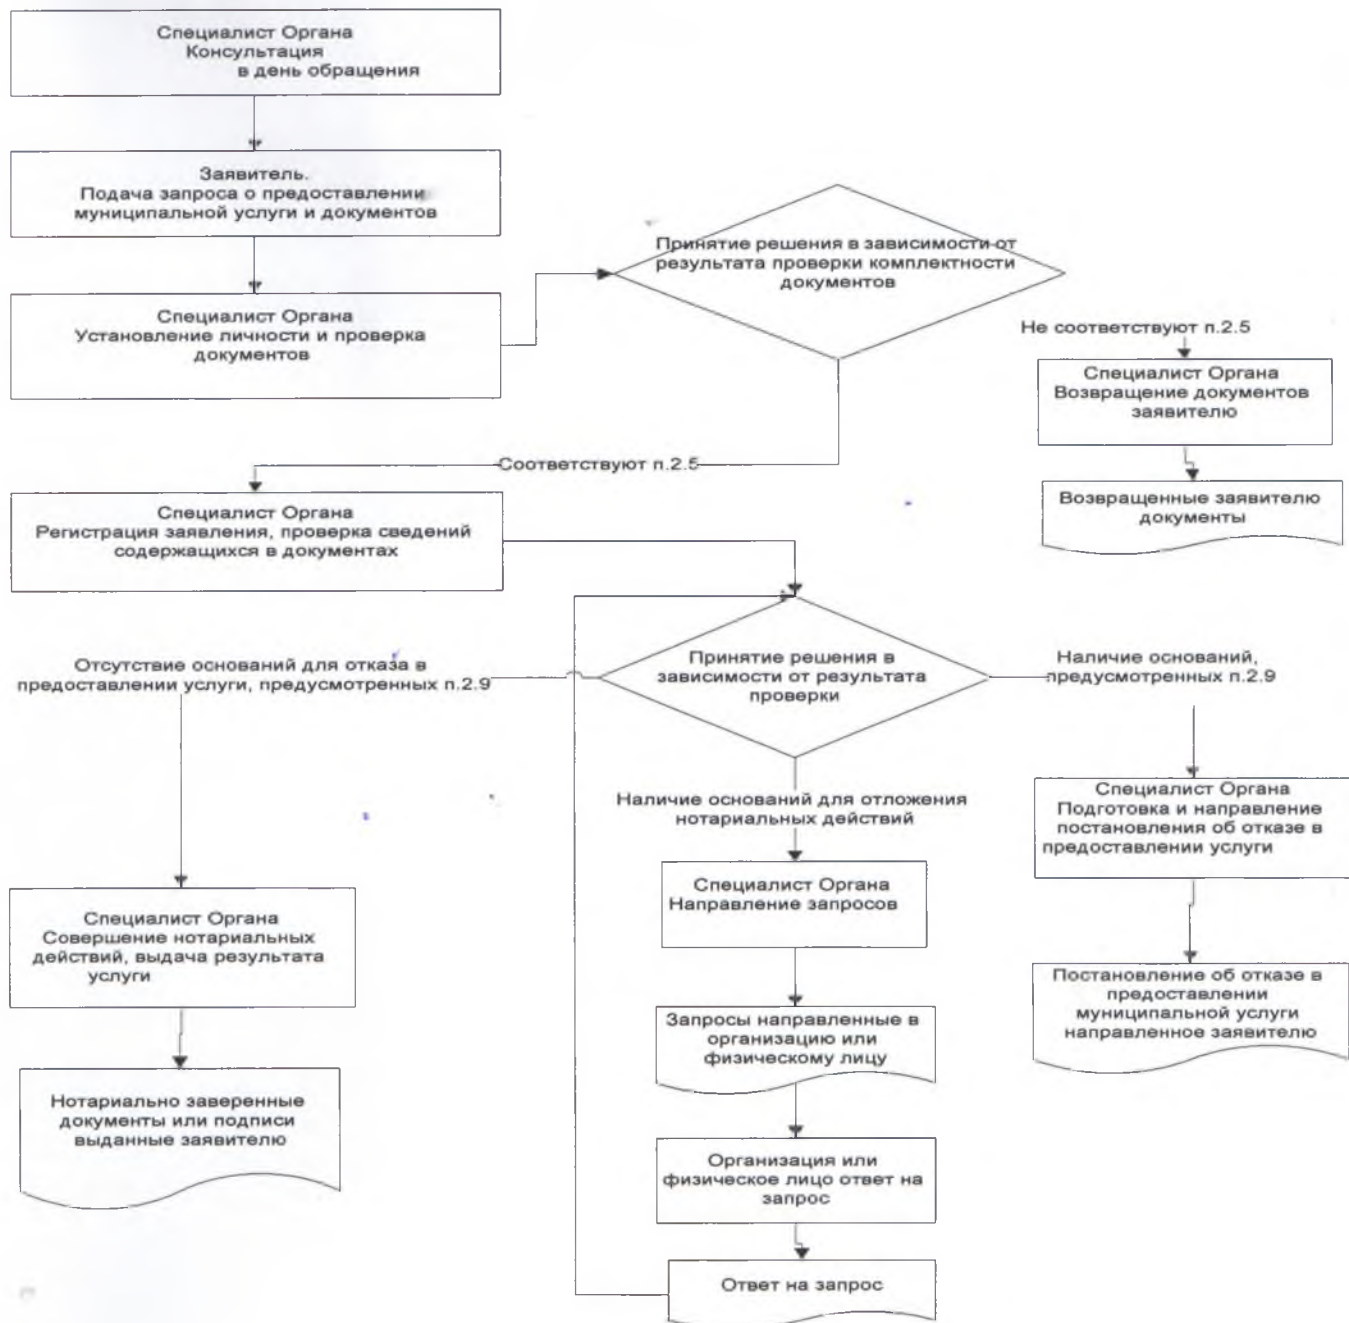 Специалист Органа
Консультация
в день обращения
Заявитель.
Подача запроса о предоставлении
муниципальной услуги и документов
Специалист Органа
Установление личности и проверка
документов
Принятие решения в зависимости от
результата проверки комплектности
документов
Не соответствуют п.2.5
Специалист Органа
Возвращение документов
заявителю
Возвращенные заявителю
документы
Соответствуют п.2.5
Специалист Органа
Регистрация заявления, проверка сведений
содержащихся в документах
Принятие решения в
зависимости от результата
проверки
Отсутствие оснований для отказа в
предоставлении услуги, предусмотренных п.2.9
Наличие оснований,
предусмотренных п.2.9
Наличие оснований для отложения
нотариальных действий
Специалист Органа
Совершение нотариальных
действий, выдача результата
услуги
Нотариально заверенные
документы или подписи
выданные заявителю
Специалист Органа
Направление запросов
Запросы направленные в
организацию или
физическому лицу
Организация или
физическое лицо ответ на
запрос
Ответ на запрос
Специалист Органа
Подготовка и направление
постановления об отказе в
предоставлении услуги
Постановление об отказе в
предоставлении
муниципальной услуги
направленное заявителю